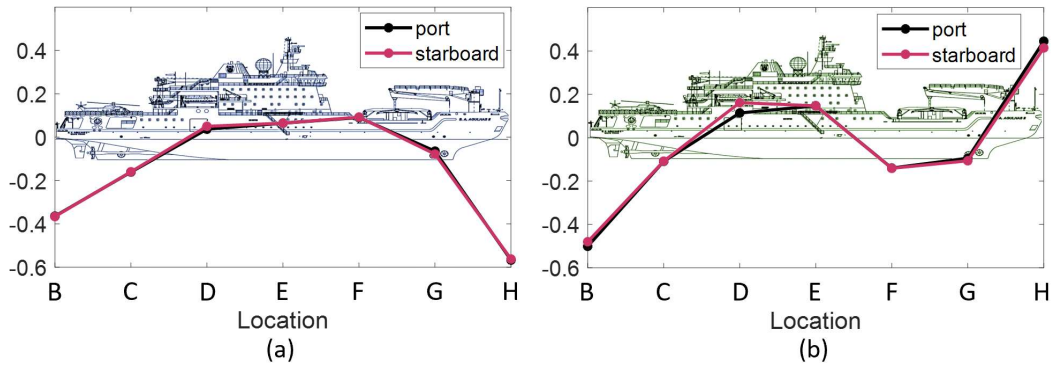 port
starboard
0.4
0.2
0
-0.2
-0.4
-0.6
B C D E F G H
Location
(a)
port
starboard
0.4
0.2
0
-0.2
-0.4
-0.6
B C D E F G H
Location
(b)